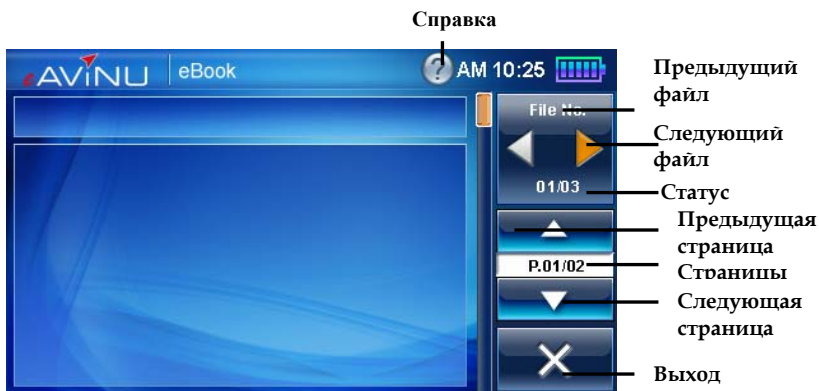 Справка
eAViNU eBook ? AM 10:25
Предыдущий
файл
File No.
Следующий
файл
01/03
Статус
Предыдущая
страница
P.01/02
Страницы
Следующая
страница
Выход